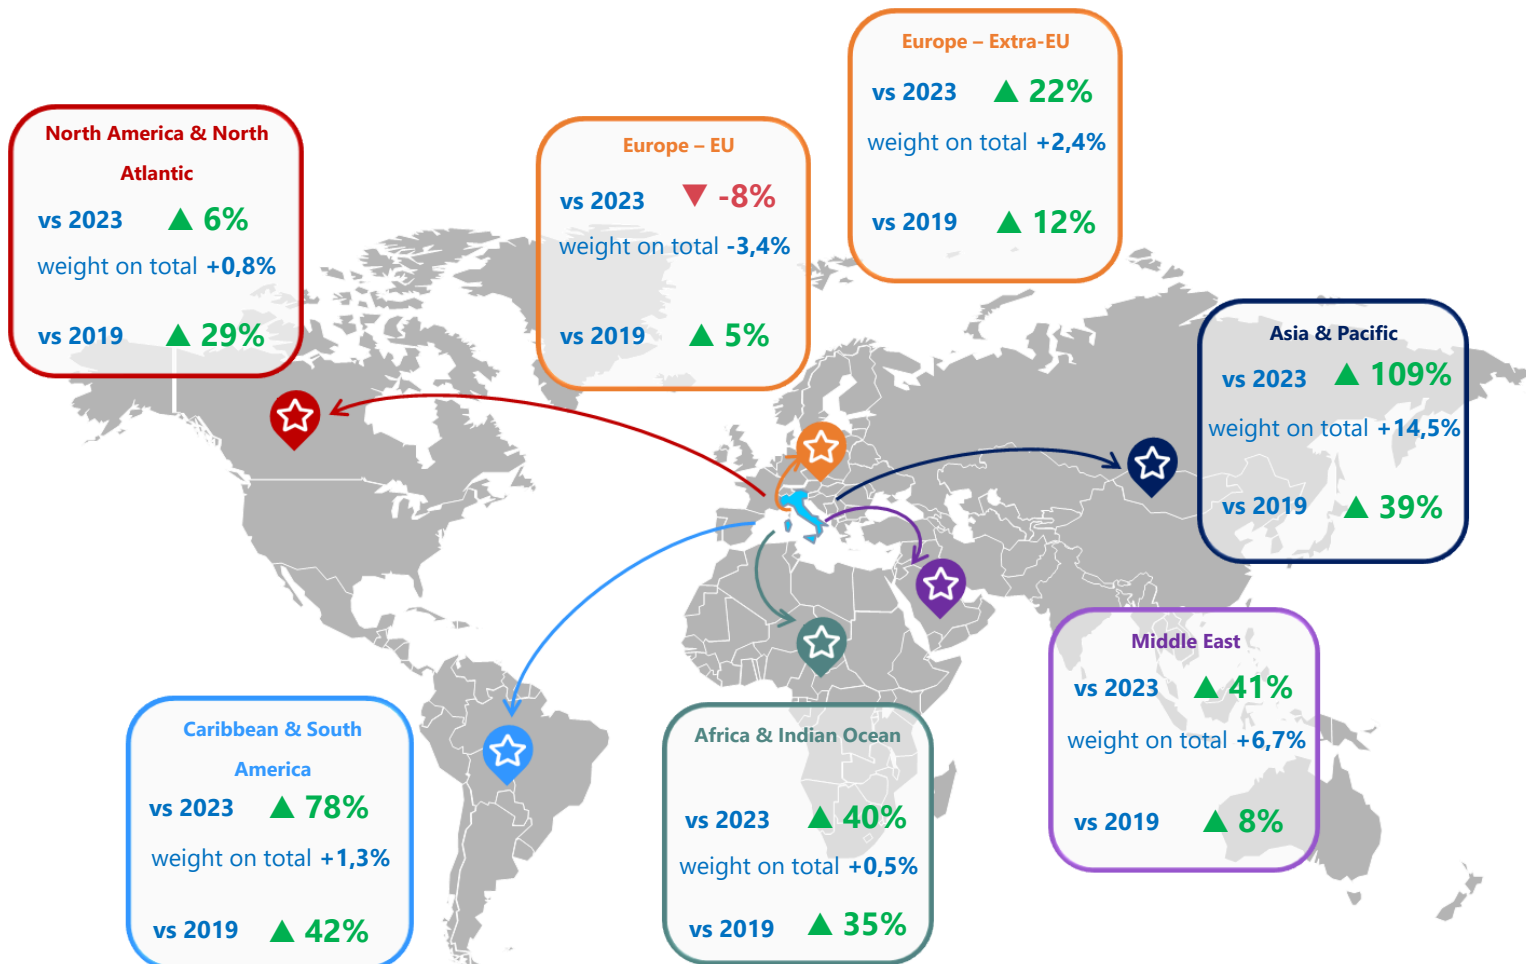 Europe – Extra-EU
vs 2023 ▲ 22%
weight on total +2,4%
vs 2019 ▲ 12%
North America & North
Atlantic
vs 2023 ▲ 6%
weight on total +0,8%
vs 2019 ▲ 29%
Europe – EU
vs 2023 ▼ -8%
weight on total -3,4%
vs 2019 ▲ 5%
Asia & Pacific
vs 2023 ▲ 109%
weight on total +14,5%
vs 2019 ▲ 39%
Middle East
vs 2023 ▲ 41%
weight on total +6,7%
vs 2019 ▲ 8%
Caribbean & South
America
vs 2023 ▲ 78%
weight on total +1,3%
vs 2019 ▲ 42%
Africa & Indian Ocean
vs 2023 ▲ 40%
weight on total +0,5%
vs 2019 ▲ 35%